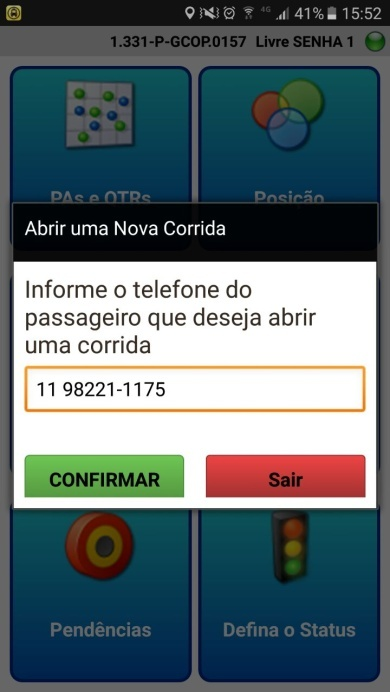 4G 41% 15:52
1.331-P-GCOP.0157 Livre SENHA 1
PAs e QTRs Posição
Abrir uma Nova Corrida
Informe o telefone do
passageiro que deseja abrir
uma corrida
11 98221-1175
CONFIRMAR Sair
Pendências Defina o Status